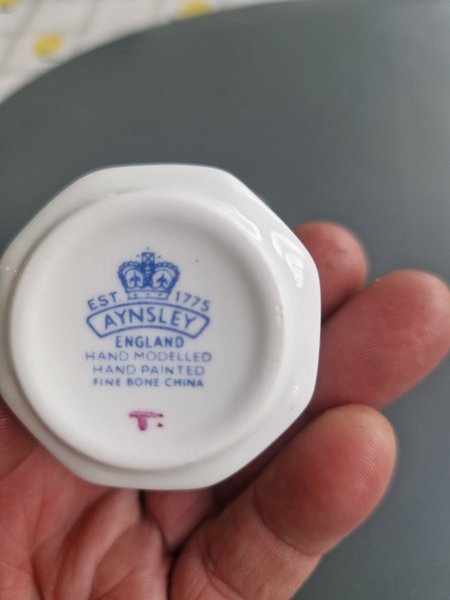 EST. 1775
AYNSLEY
ENGLAND
HAND MODELLED
HAND PAINTED
FINE BONE CHINA
T: